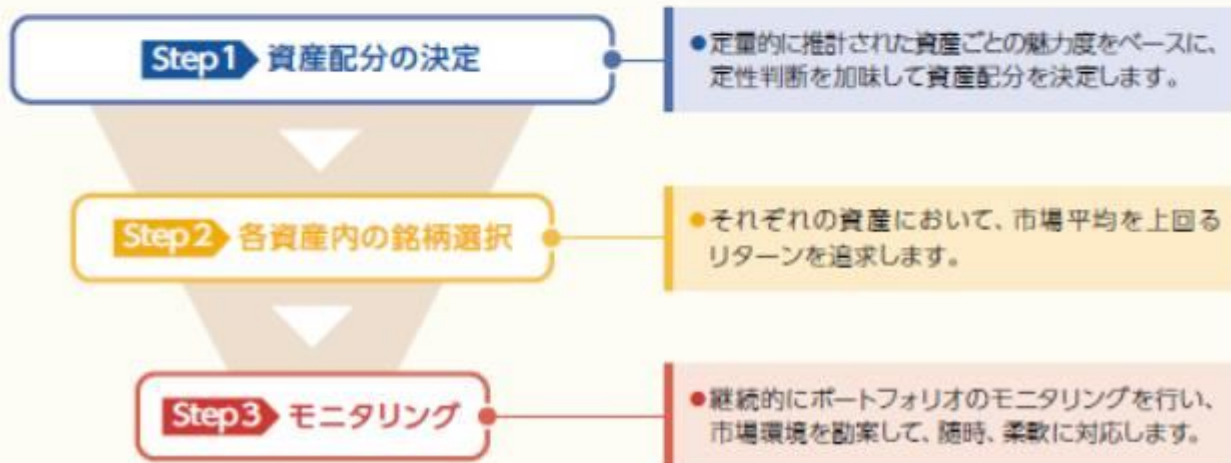 Step1 資産配分の決定
●定量的に推計された資産ごとの魅力度をベースに、
定性判断を加味して資産配分を決定します。
Step2 各資産内の銘柄選択
●それぞれの資産において、市場平均を上回る
リターンを追求します。
Step3 モニタリング
●継続的にポートフォリオのモニタリングを行い、
市場環境を勘案して、随時、柔軟に対応します。